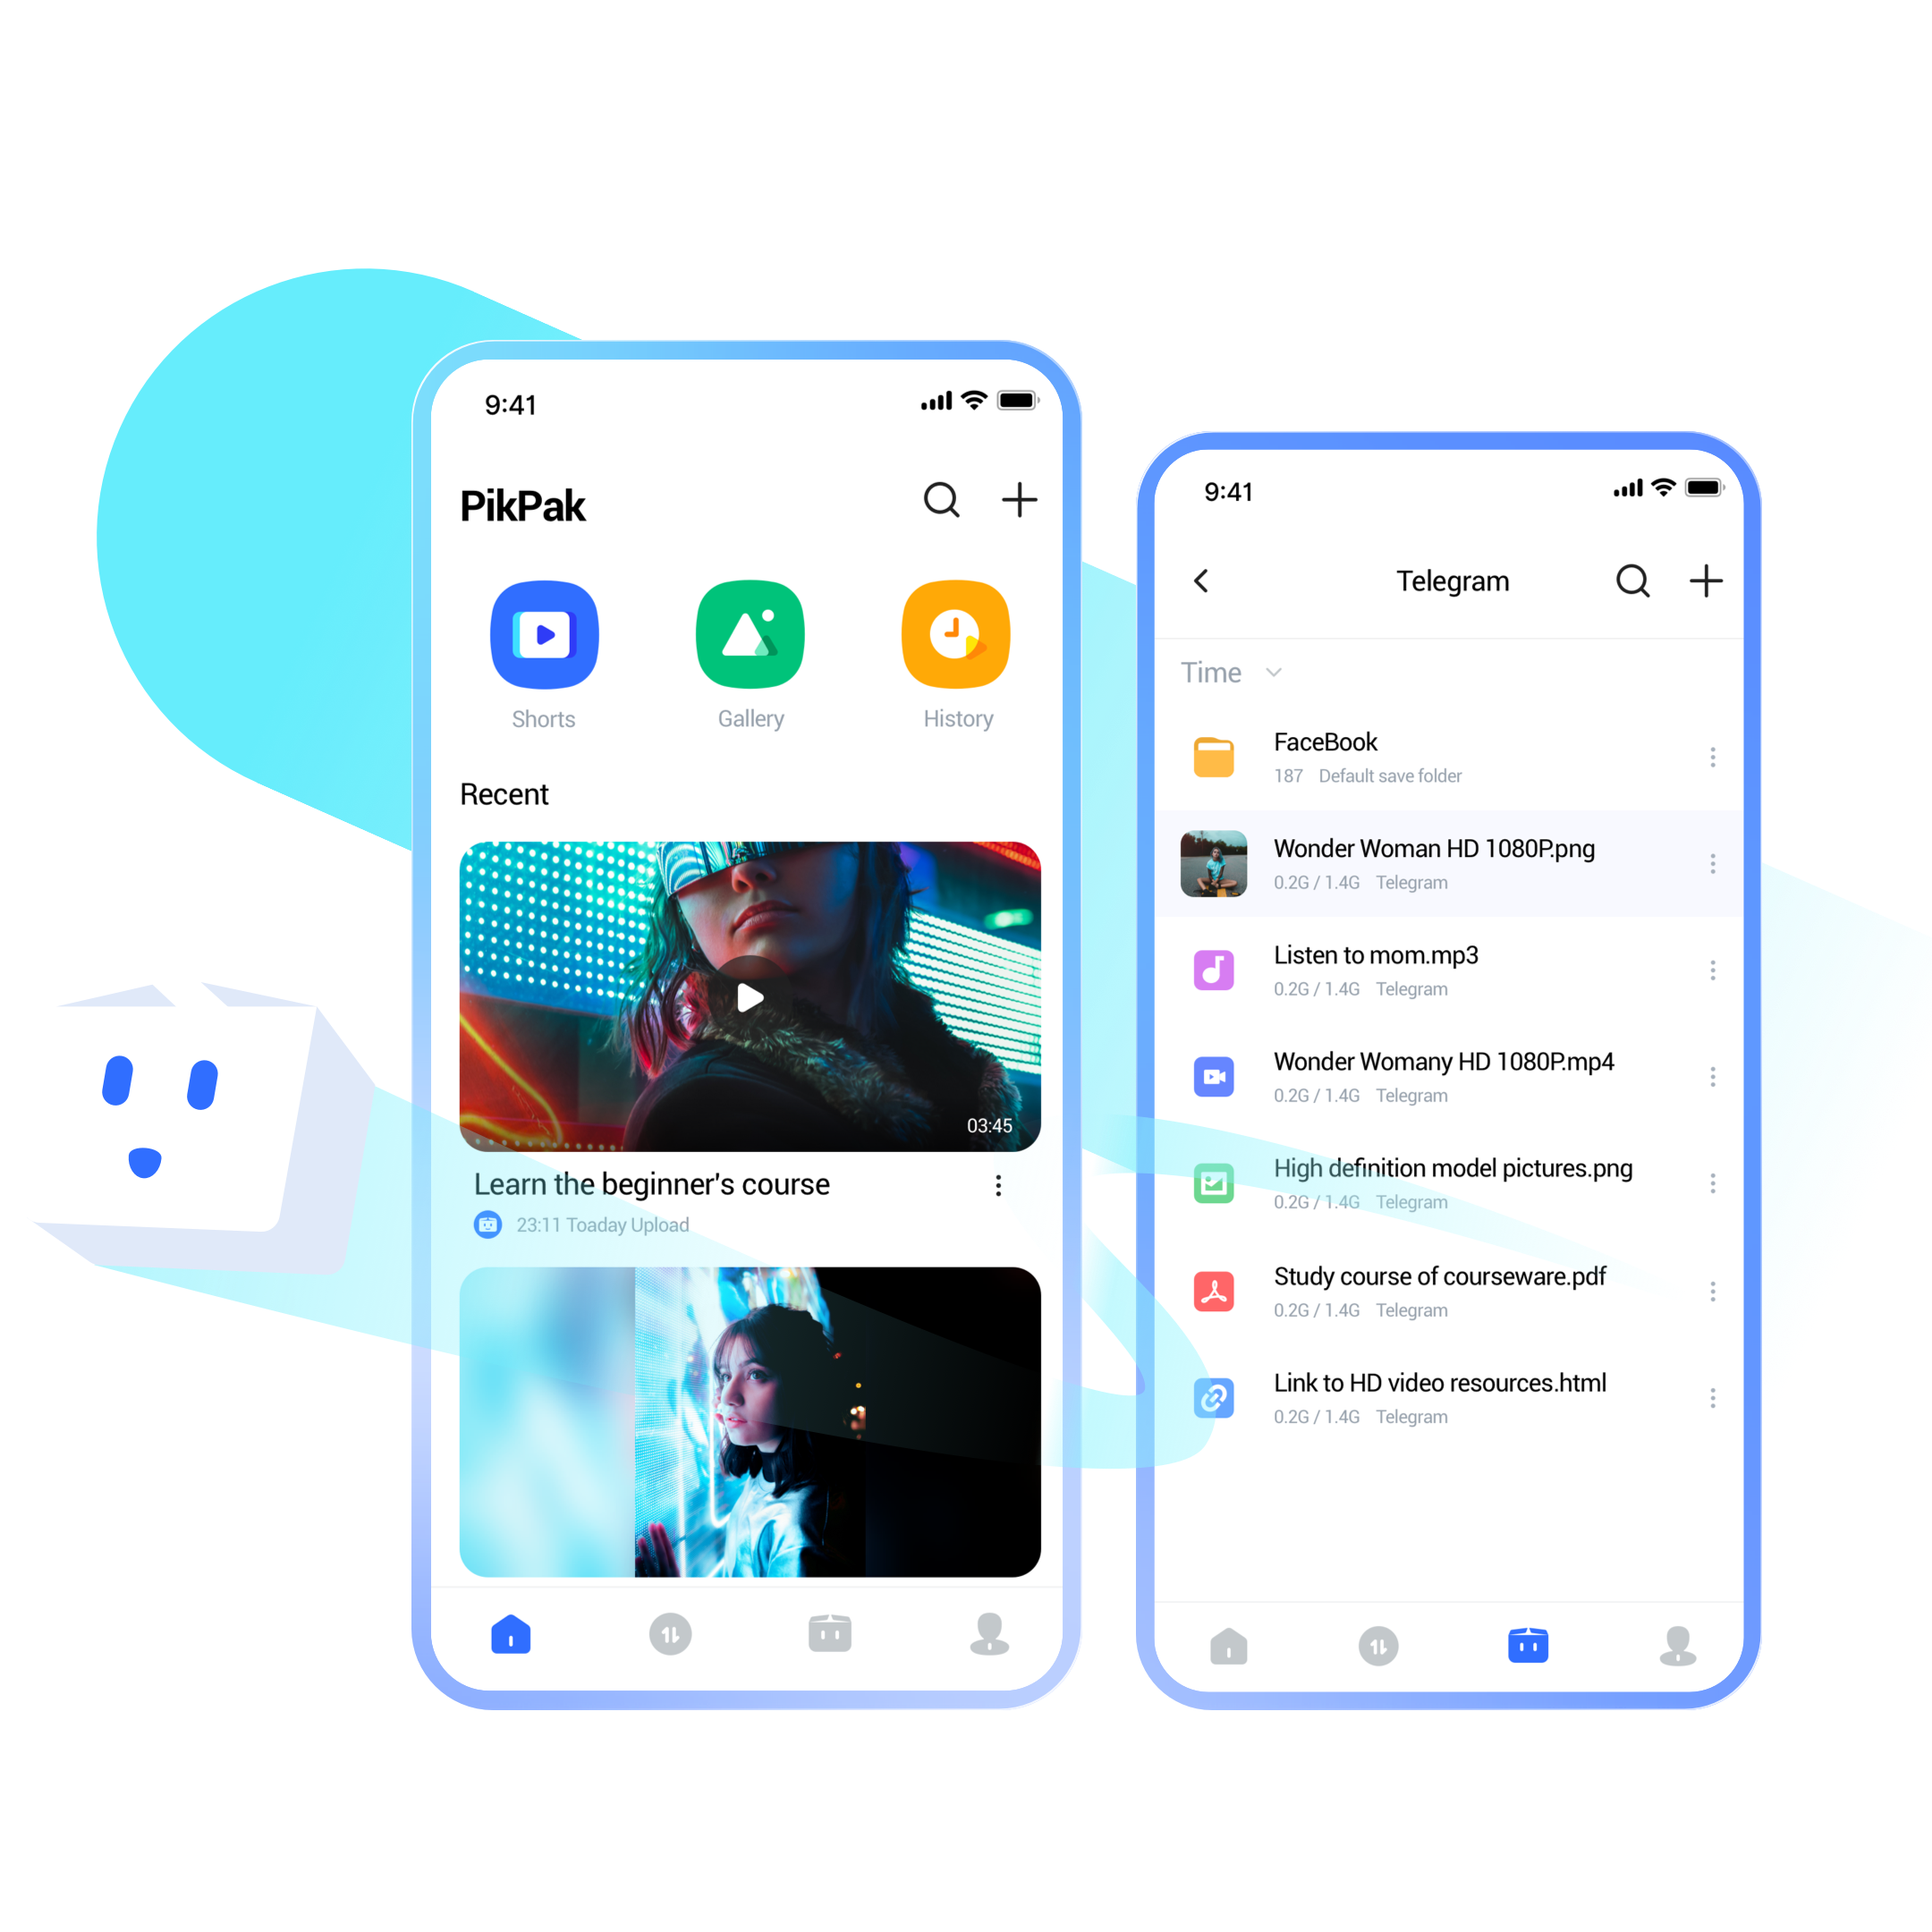 9:41
PikPak
Shorts
Gallery
History
Recent
03:45
Learn the beginner's course
23:11 Toaday Upload
9:41
Telegram
Time
FaceBook
187 Default save folder
Wonder Woman HD 1080P.png
0.2G / 1.4G Telegram
Listen to mom.mp3
0.2G / 1.4G Telegram
Wonder Womany HD 1080P.mp4
0.2G / 1.4G Telegram
High definition model pictures.png
0.2G / 1.4G Telegram
Study course of courseware.pdf
0.2G / 1.4G Telegram
Link to HD video resources.html
0.2G / 1.4G Telegram